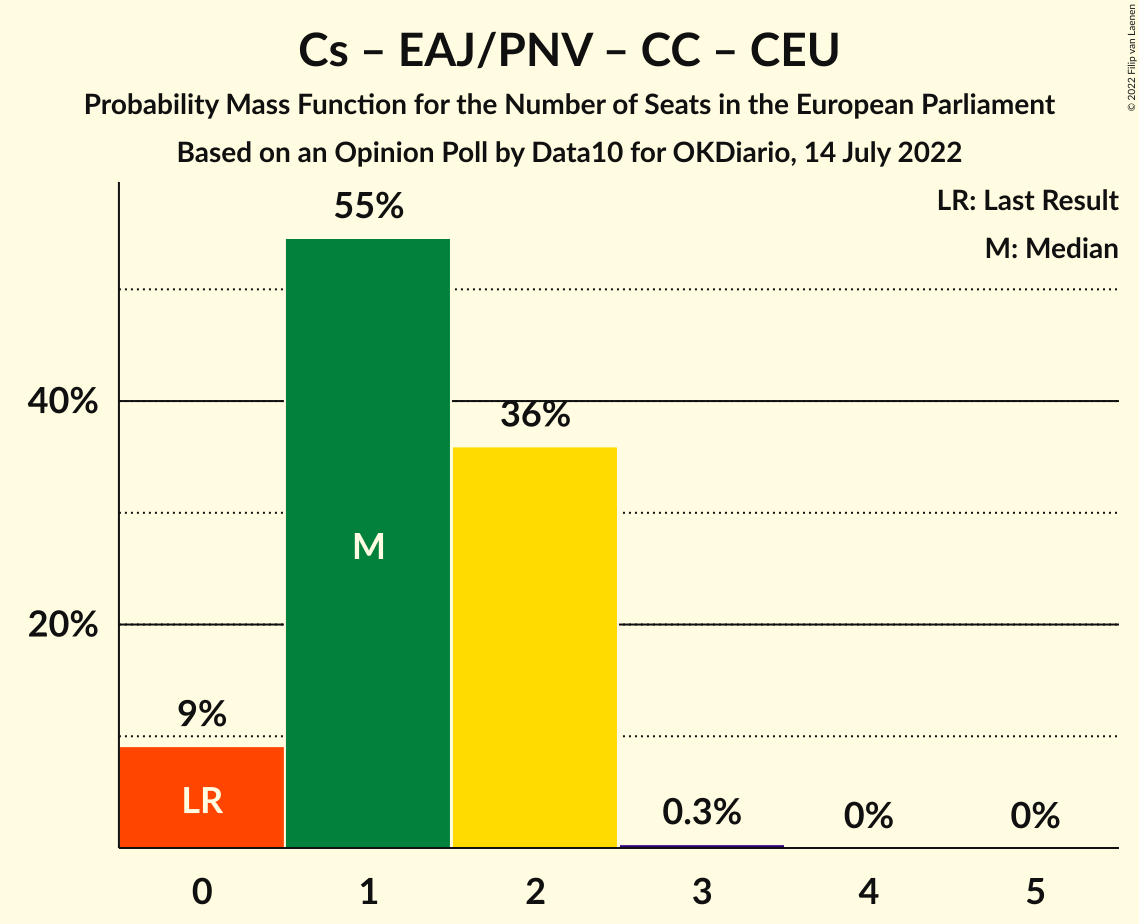 Cs – EAJ/PNV – CC – CEU
Probability Mass Function for the Number of Seats in the European Parliament
Based on an Opinion Poll by Data10 for OKDiario, 14 July 2022
© 2022 Filip van Laenen
LR: Last Result
M: Median
55%
40%
36%
M
20%
9%
LR
0.3%
0%
0%
0 1 2 3 4 5